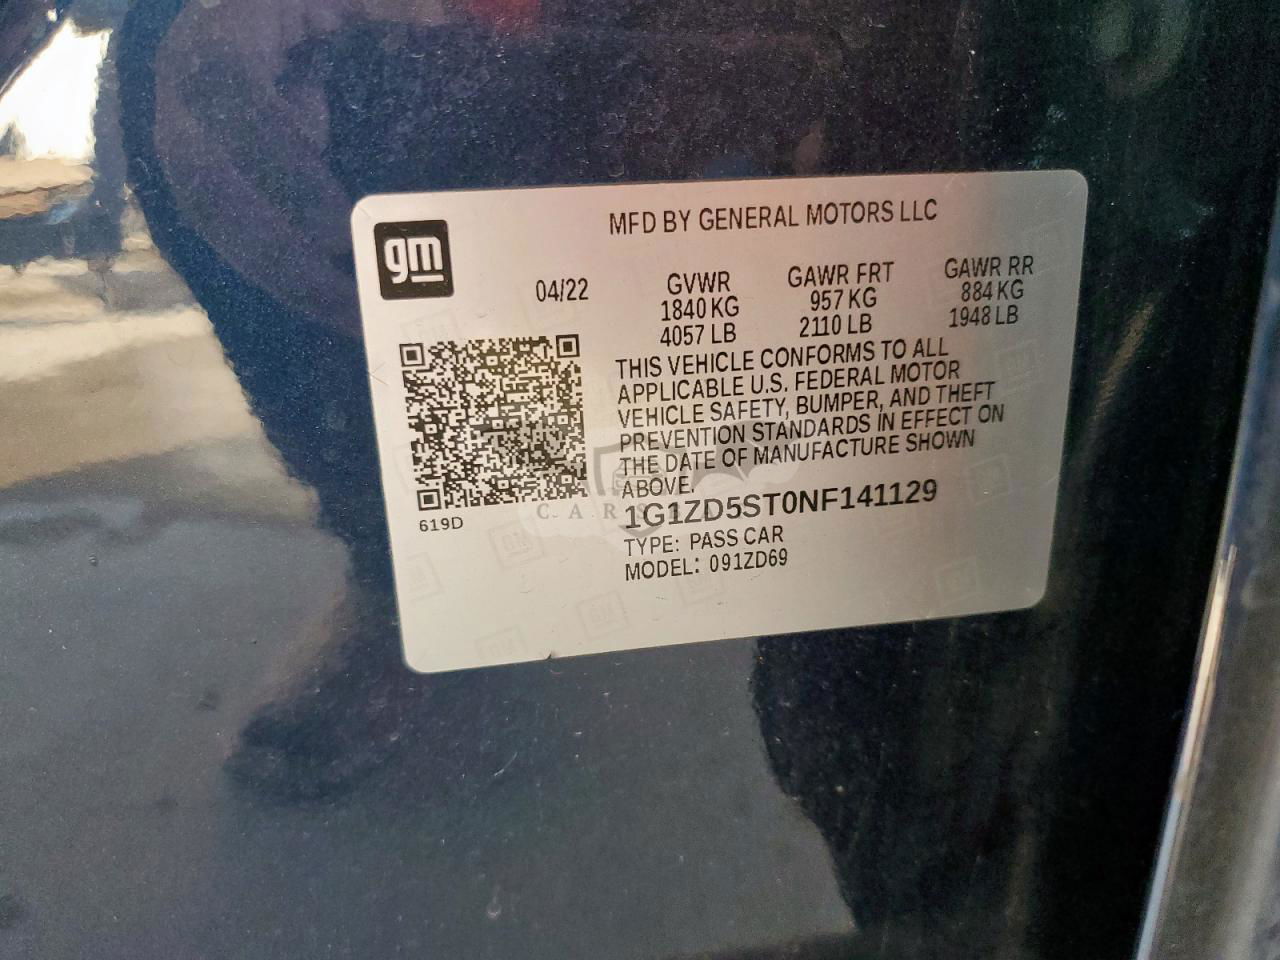 MFD BY GENERAL MOTORS LLC
gm
04/22
GVWR
1840 KG
4057 LB
GAWR FRT
957 KG
2110 LB
GAWR RR
884 KG
1948 LB
THIS VEHICLE CONFORMS TO ALL
APPLICABLE U.S. FEDERAL MOTOR
VEHICLE SAFETY, BUMPER, AND THEFT
PREVENTION STANDARDS IN EFFECT ON
THE DATE OF MANUFACTURE SHOWN
ABOVE.
1G1ZD5ST0NF141129
TYPE: PASS CAR
MODEL: 091ZD69
619D